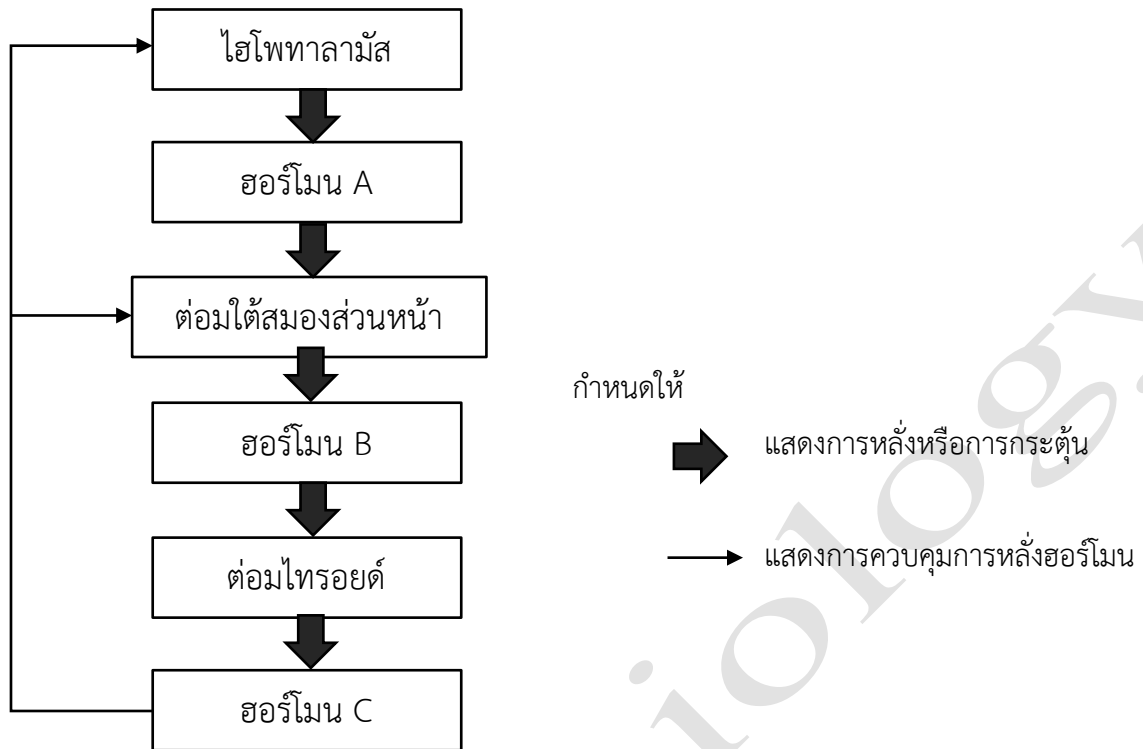 ไฮโพทาลามัส
ฮอร์โมน A
ต่อมใต้สมองส่วนหน้า
ฮอร์โมน B
ต่อมไทรอยด์
ฮอร์โมน C
กำหนดให้
แสดงการหลั่งหรือการกระตุ้น
แสดงการควบคุมการหลั่งฮอร์โมน
iology